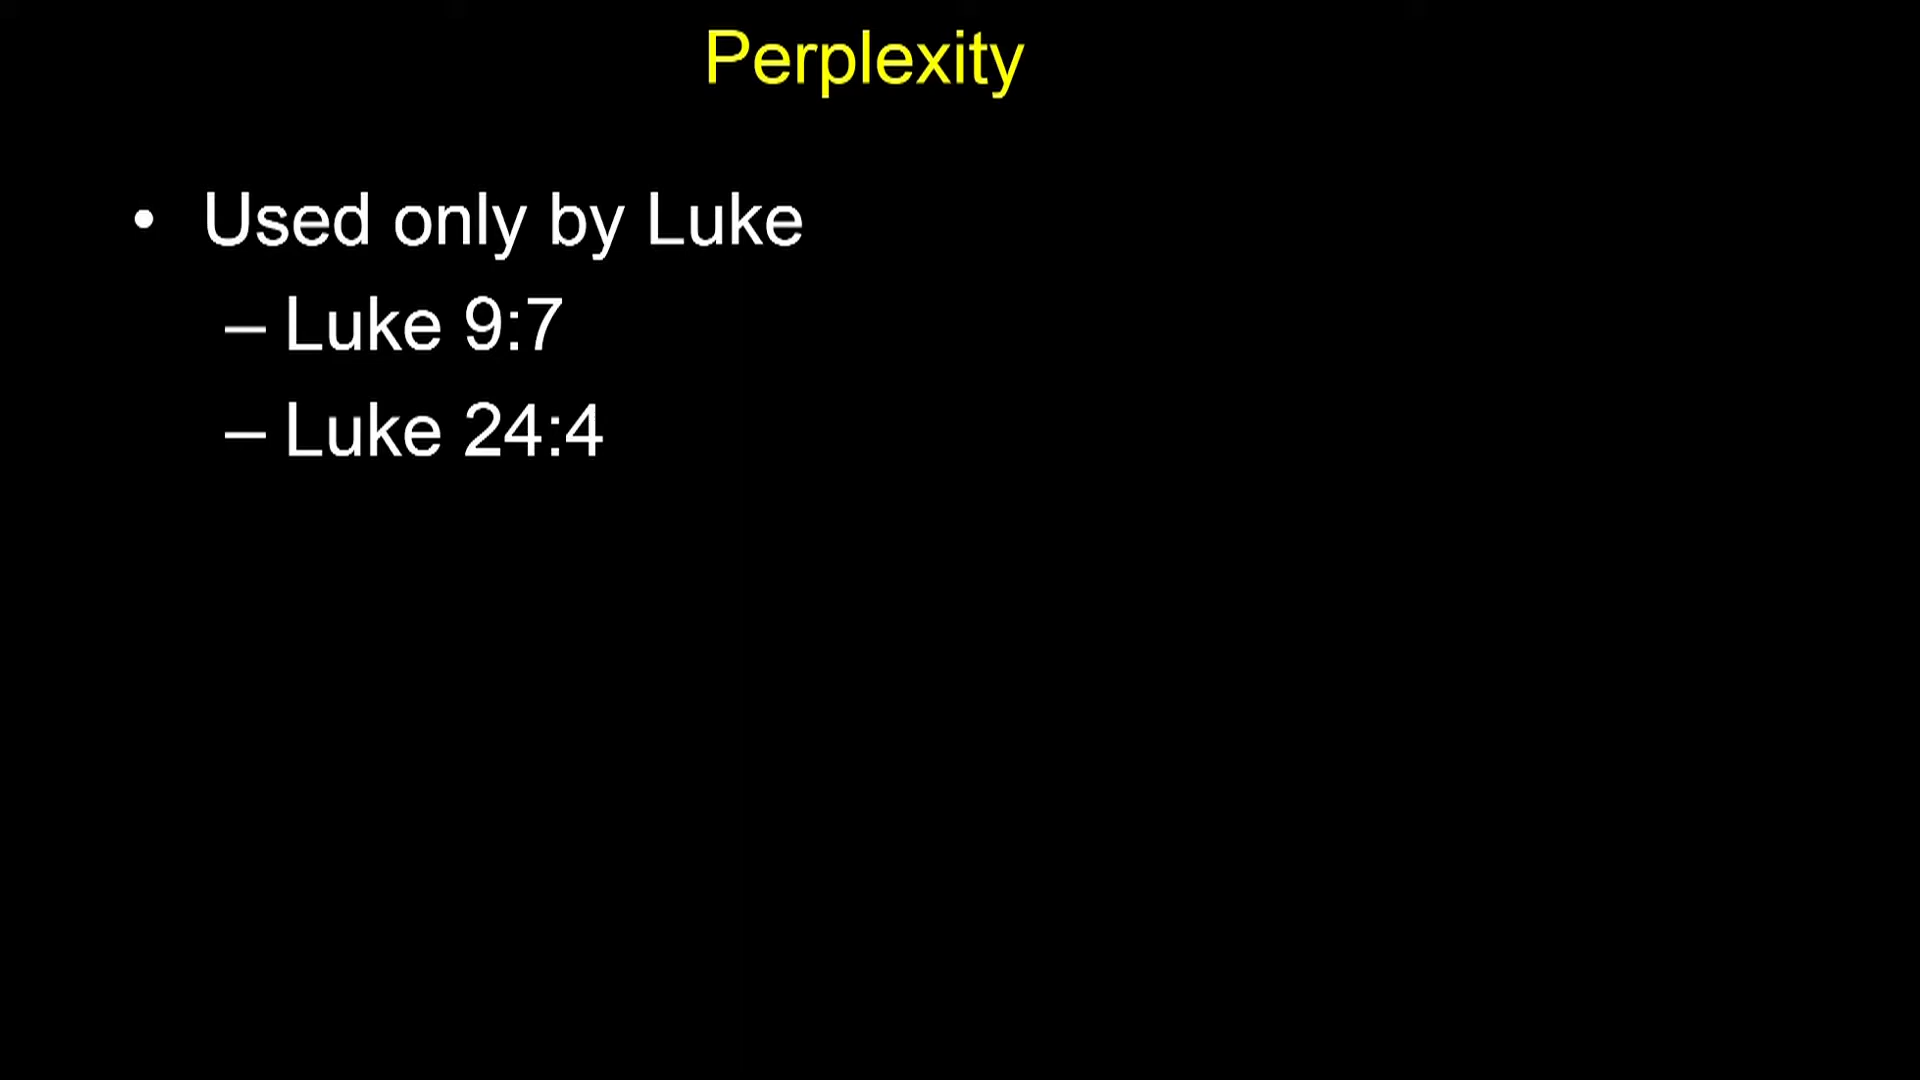 Perplexity
• Used only by Luke
– Luke 9:7
– Luke 24:4